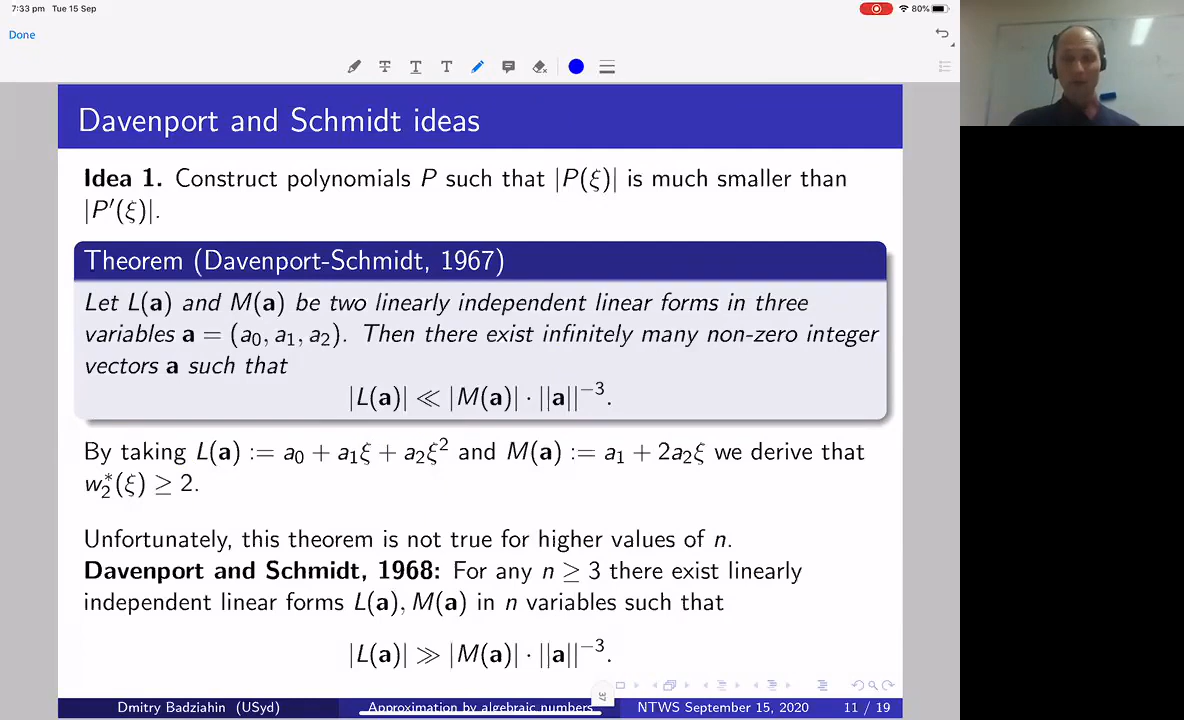 7:33 pm Tue 15 Sep
80%
Done
Davenport and Schmidt ideas
Idea 1. Construct polynomials P such that |P(ξ)| is much smaller than
|P′(ξ)|.
Theorem (Davenport-Schmidt, 1967)
Let L(a) and M(a) be two linearly independent linear forms in three
variables a = (a₀, a₁, a₂). Then there exist infinitely many non-zero integer
vectors a such that
|L(a)| ≪ |M(a)| · ||a||⁻³.
By taking L(a) := a₀ + a₁ξ + a₂ξ² and M(a) := a₁ + 2a₂ξ we derive that
w₂*(ξ) ≥ 2.
Unfortunately, this theorem is not true for higher values of n.
Davenport and Schmidt, 1968: For any n ≥ 3 there exist linearly
independent linear forms L(a), M(a) in n variables such that
|L(a)| ≫ |M(a)| · ||a||⁻³.
37
Dmitry Badziahin (USyd)
Approximation by algebraic numbers
NTWS September 15, 2020
11 / 19